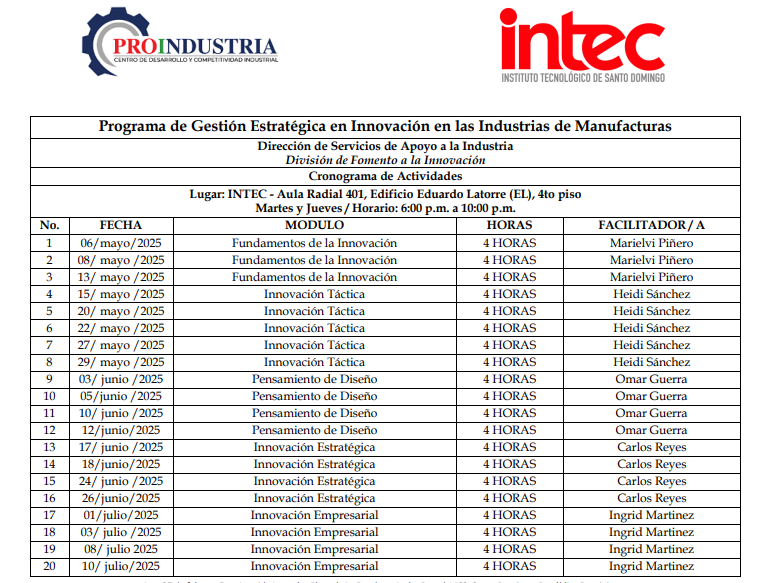 PROINDUSTRIA
CENTRO DE DESARROLLO Y COMPETITIVIDAD INDUSTRIAL
intec
INSTITUTO TECNOLÓGICO DE SANTO DOMINGO
Programa de Gestión Estratégica en Innovación en las Industrias de Manufacturas
Dirección de Servicios de Apoyo a la Industria
División de Fomento a la Innovación
Cronograma de Actividades
Lugar: INTEC - Aula Radial 401, Edificio Eduardo Latorre (EL), 4to piso
Martes y Jueves / Horario: 6:00 p.m. a 10:00 p.m.
No. FECHA MODULO HORAS FACILITADOR/A
1 06/mayo/2025 Fundamentos de la Innovación 4 HORAS Marielvi Piñero
2 08/ mayo/2025 Fundamentos de la Innovación 4 HORAS Marielvi Piñero
3 13/ mayo/2025 Fundamentos de la Innovación 4 HORAS Marielvi Piñero
4 15/ mayo /2025 Innovación Táctica 4 HORAS Heidi Sánchez
5 20/ mayo /2025 Innovación Táctica 4 HORAS Heidi Sánchez
6 22/ mayo /2025 Innovación Táctica 4 HORAS Heidi Sánchez
7 27/ mayo /2025 Innovación Táctica 4 HORAS Heidi Sánchez
8 29/ mayo /2025 Innovación Táctica 4 HORAS Heidi Sánchez
9 03/ junio /2025 Pensamiento de Diseño 4 HORAS Omar Guerra
10 05/junio /2025 Pensamiento de Diseño 4 HORAS Omar Guerra
11 10/ junio /2025 Pensamiento de Diseño 4 HORAS Omar Guerra
12 12/junio/2025 Pensamiento de Diseño 4 HORAS Omar Guerra
13 17/ junio /2025 Innovación Estratégica 4 HORAS Carlos Reyes
14 18/junio/2025 Innovación Estratégica 4 HORAS Carlos Reyes
15 24/ junio /2025 Innovación Estratégica 4 HORAS Carlos Reyes
16 26/junio/2025 Innovación Estratégica 4 HORAS Carlos Reyes
17 01/julio/2025 Innovación Empresarial 4 HORAS Ingrid Martinez
18 03/ julio /2025 Innovación Empresarial 4 HORAS Ingrid Martinez
19 08/ julio 2025 Innovación Empresarial 4 HORAS Ingrid Martinez
20 10/ julio/2025 Innovación Empresarial 4 HORAS Ingrid Martinez